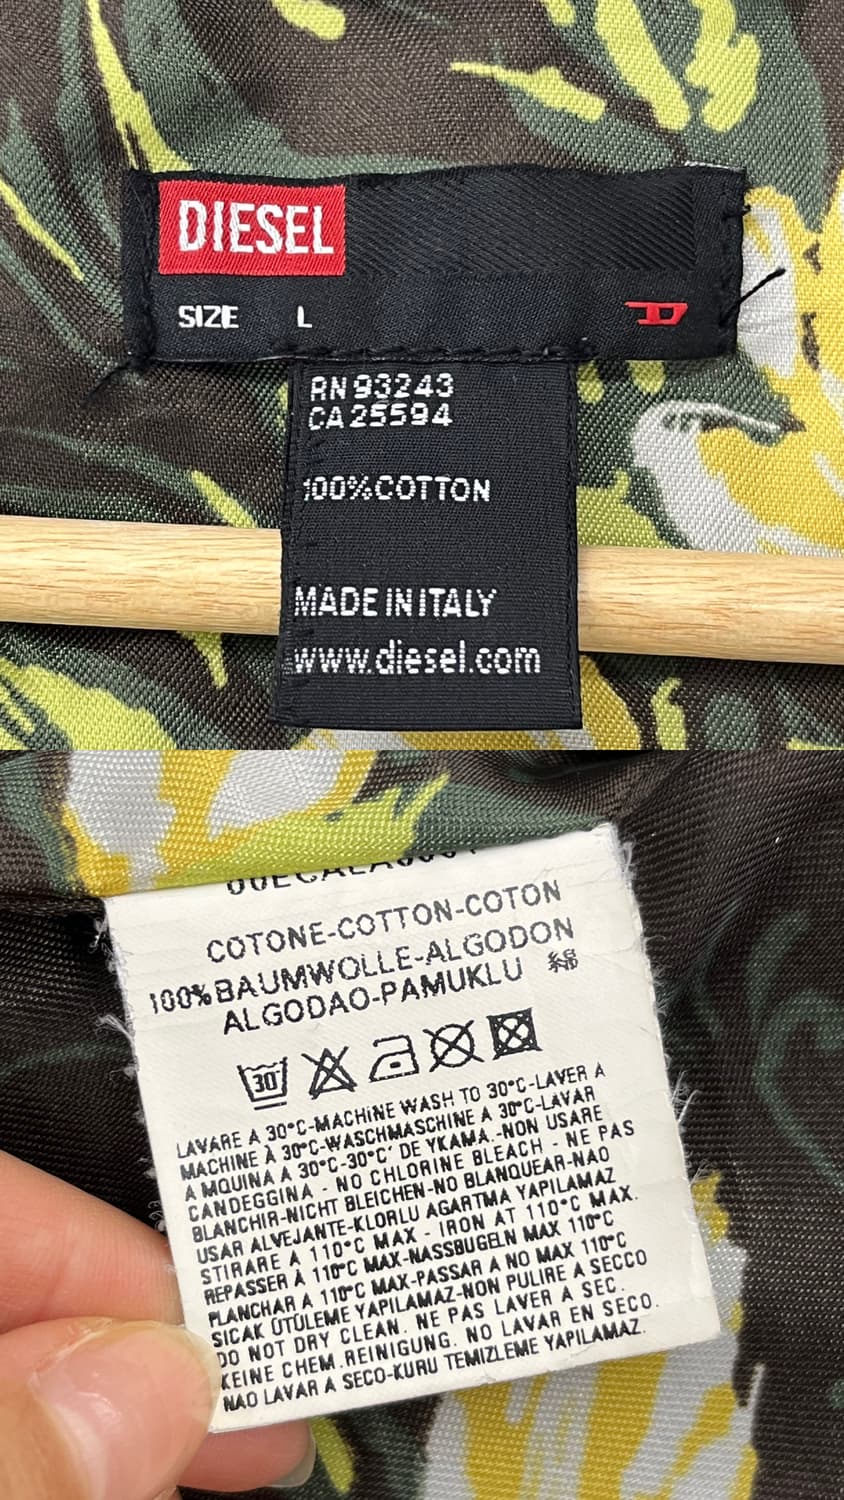 DIESEL
SIZE L
RN 93243
CA 25594
100% COTTON
MADE IN ITALY
www.diesel.com
COTONE-COTTON-COTON
100% BAUMWOLLE-ALGODON
ALGODAO-PAMUKLU 綿
30
LAVARE A 30°C-MACHINE WASH TO 30°C-LAVER A
MACHINE À 30°C-WASCHMASCHINE A 30°C-LAVAR
A MQUINA A 30°C-30°C' DE YKAMA.-NON USARE
CANDEGGINA - NO CHLORINE BLEACH - NE PAS
BLANCHIR-NICHT BLEICHEN-NO BLANQUEAR-NAO
USAR ALVEJANTE-KLORLU AGARTMA YAPILAMAZ
STIRARE A 110°C MAX - IRON AT 110°C MAX.
REPASSER À 110°C MAX-NASSBUGELN MAX 110°C
PLANCHAR A 110°C MAX-PASSAR A NO MAX 110°C
SICAK ÜTÜLEME YAPILAMAZ-NON PULIRE A SECCO
DO NOT DRY CLEAN. NE PAS LAVER A SEC.
KEINE CHEM.REINIGUNG. NO LAVAR EN SECO.
NAO LAVAR A SECO-KURU TEMIZLEME YAPILAMAZ.